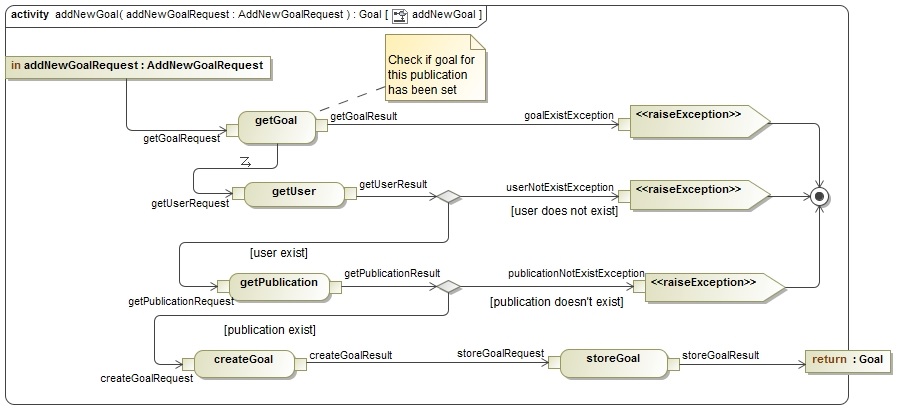 activity addNewGoal( addNewGoalRequest : AddNewGoalRequest ) : Goal [ addNewGoal ]
in addNewGoalRequest : AddNewGoalRequest
Check if goal for
this publication
has been set
getGoalRequest
getGoal
getGoalResult
goalExistException
<<raiseException>>
getUserRequest
getUser
getUserResult
userNotExistException
[user does not exist]
<<raiseException>>
[user exist]
getPublicationRequest
getPublication
getPublicationResult
publicationNotExistException
[publication doesn't exist]
<<raiseException>>
[publication exist]
createGoalRequest
createGoal
createGoalResult
storeGoalRequest
storeGoal
storeGoalResult
return : Goal